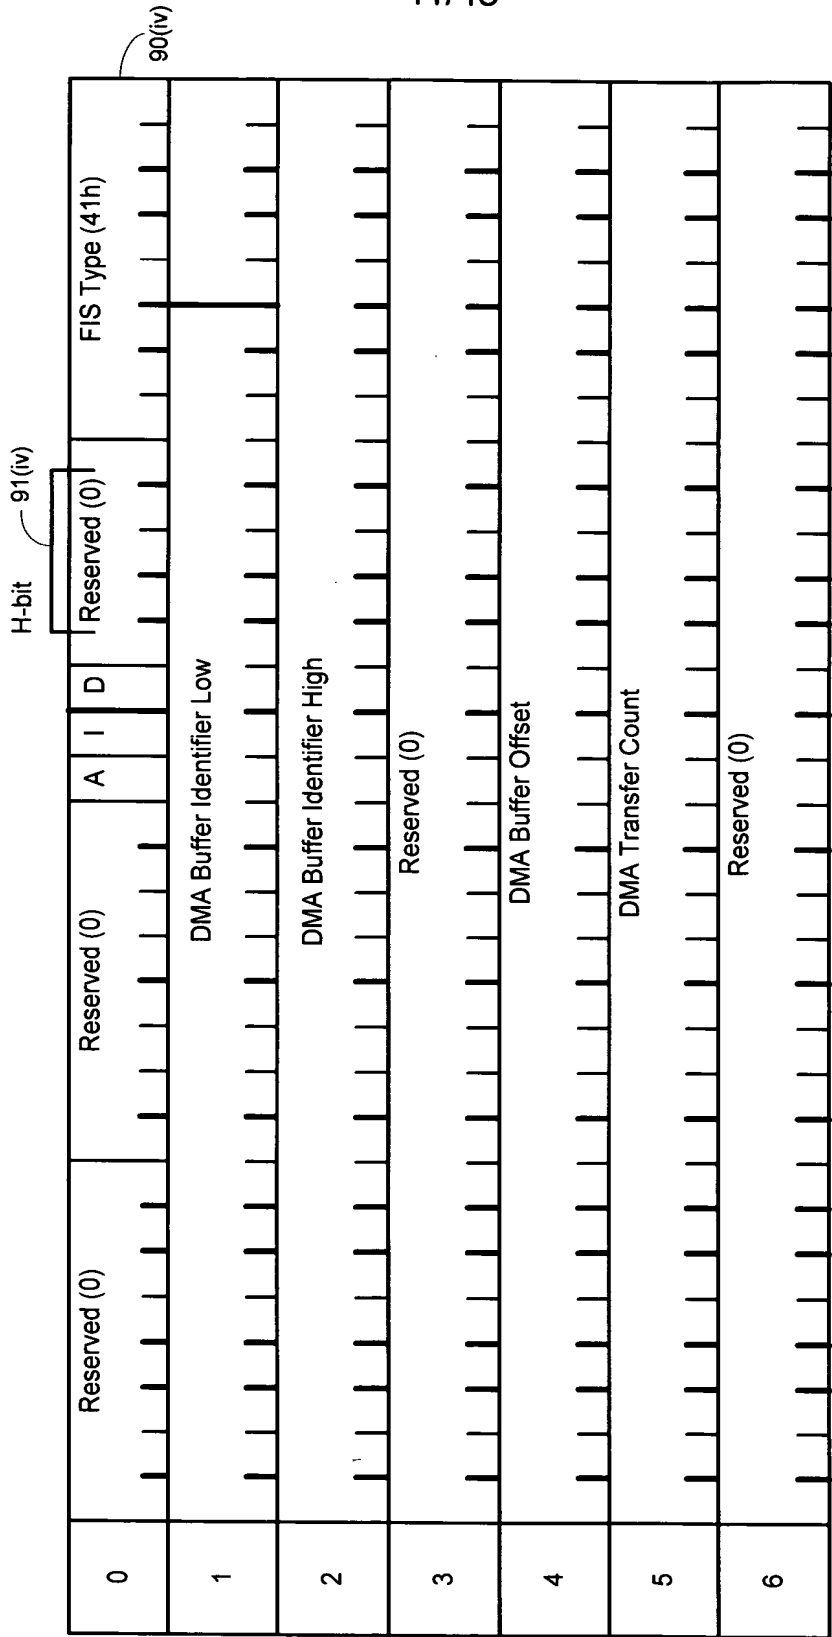 H-bit
91(iv)
90(iv)
0
Reserved (0)
Reserved (0)
A
I
D
Reserved (0)
FIS Type (41h)
1
DMA Buffer Identifier Low
2
DMA Buffer Identifier High
3
Reserved (0)
4
DMA Buffer Offset
5
DMA Transfer Count
6
Reserved (0)